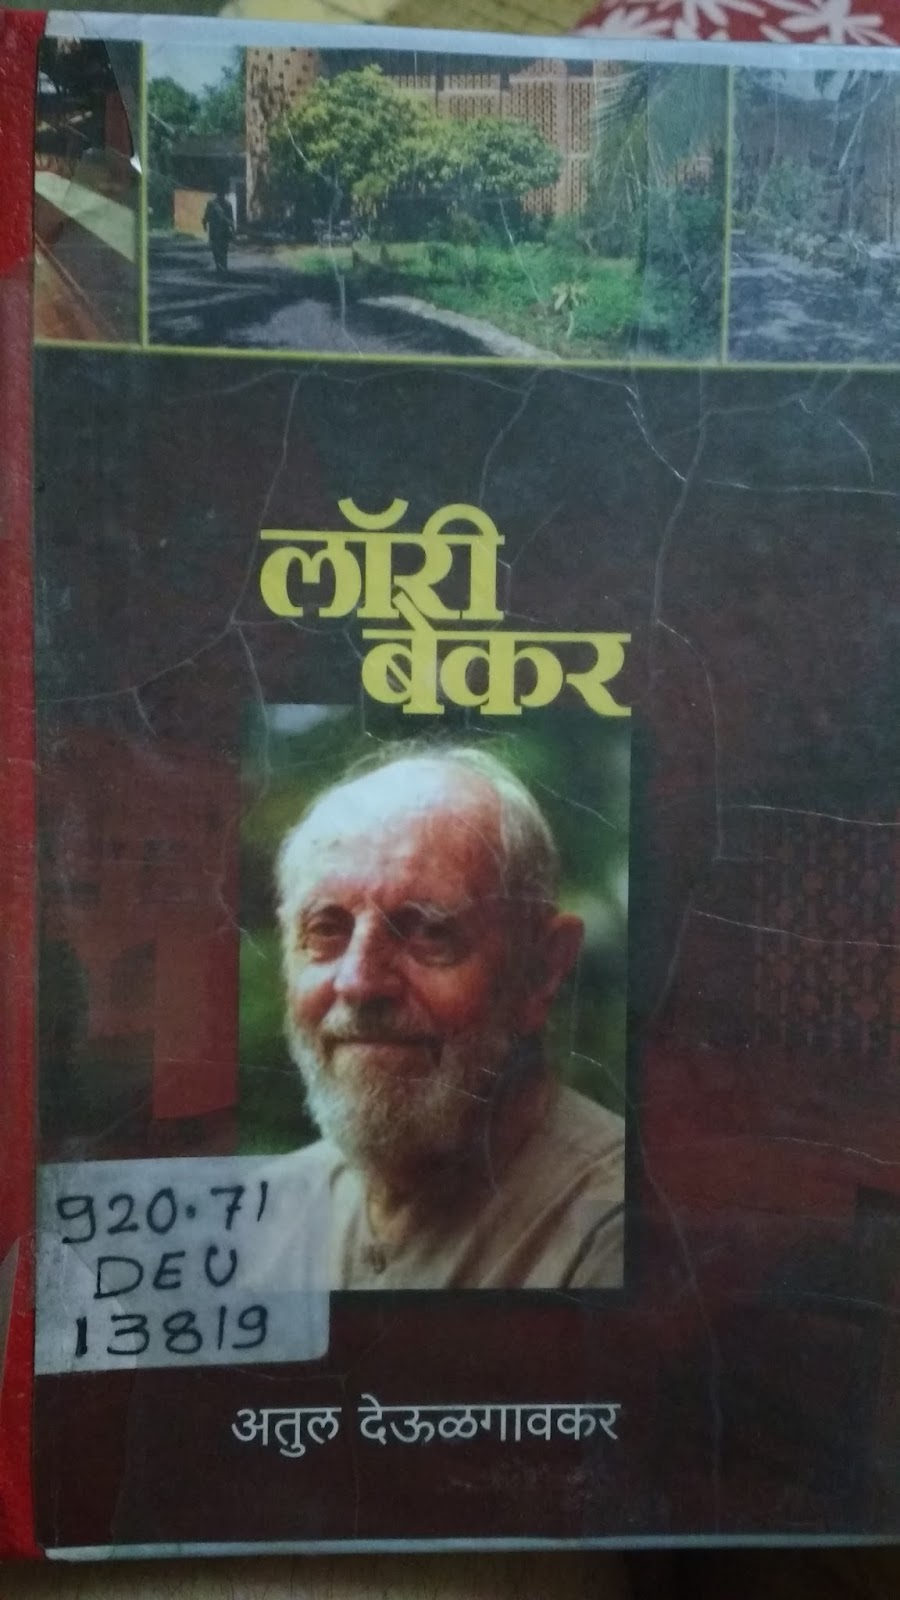 लॉरी
बेकर
920.71
DEU
13819
अतुल देऊळगावकर